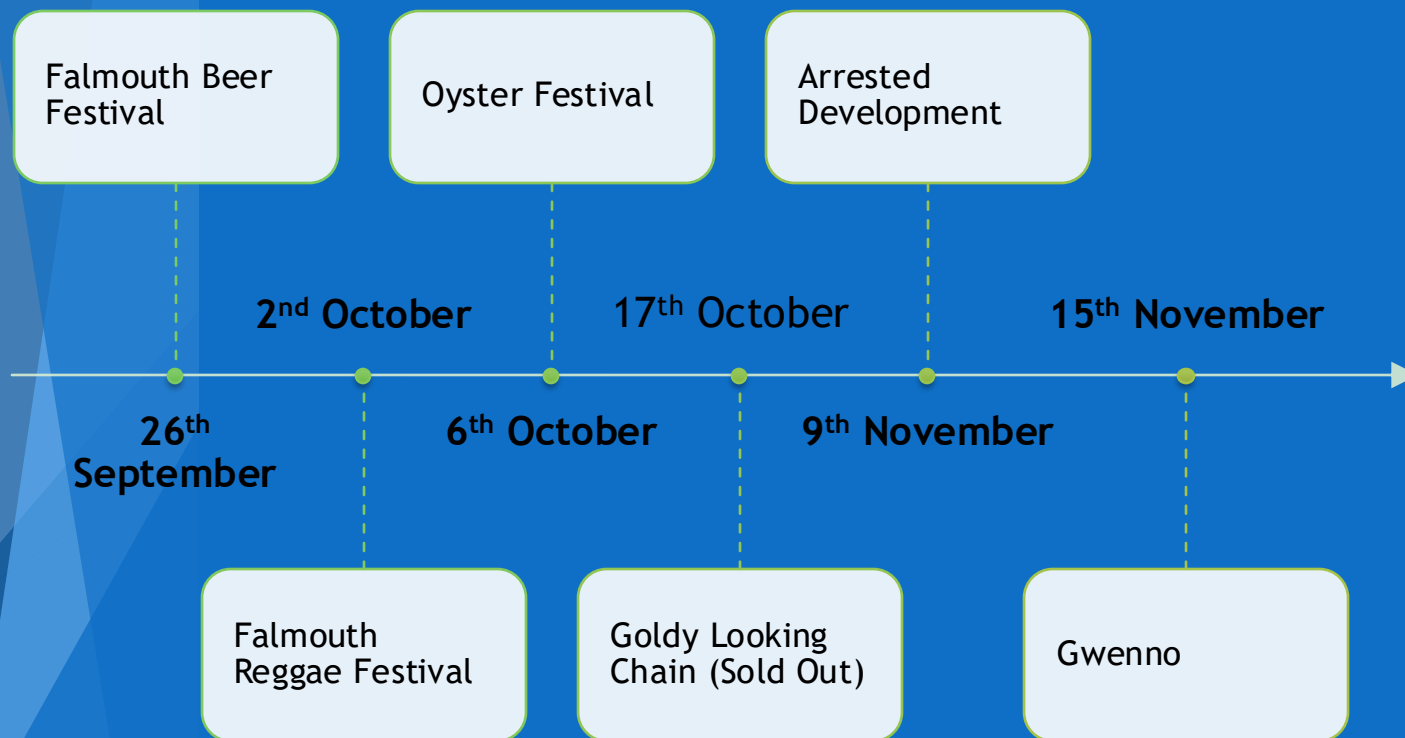 Falmouth Beer
Festival
Oyster Festival
Arrested
Development
2nd October
17th October
15th November
26th
September
6th October
9th November
Falmouth
Reggae Festival
Goldy Looking
Chain (Sold Out)
Gwenno